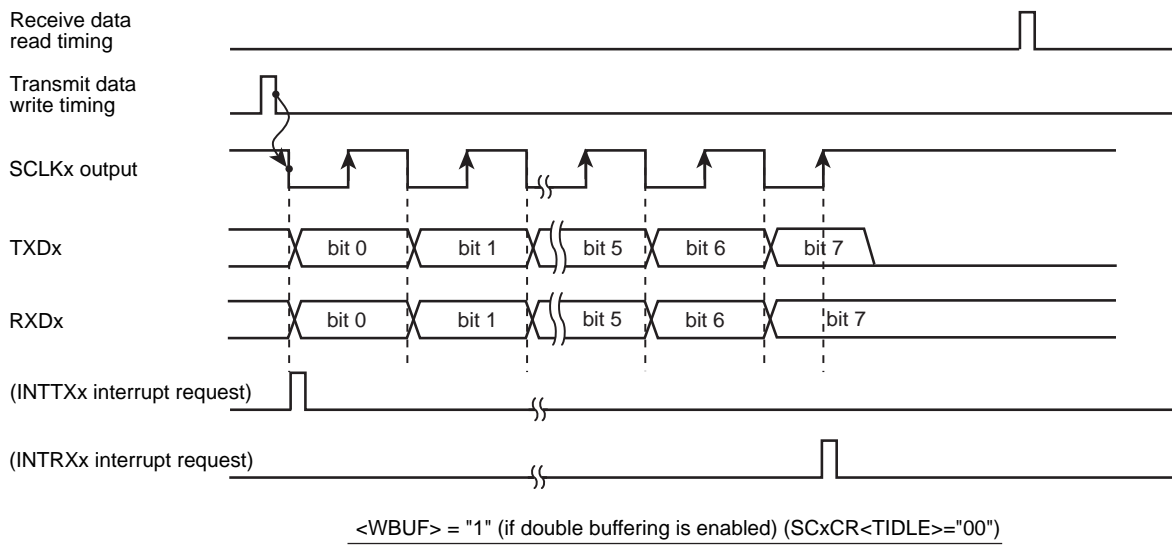 Receive data
read timing
Transmit data
write timing
SCLKx output
TXDx
bit 0
bit 1
bit 5
bit 6
bit 7
RXDx
bit 0
bit 1
bit 5
bit 6
bit 7
(INTTXx interrupt request)
(INTRXx interrupt request)
<WBUF> = "1" (if double buffering is enabled) (SCxCR<TIDLE>="00")